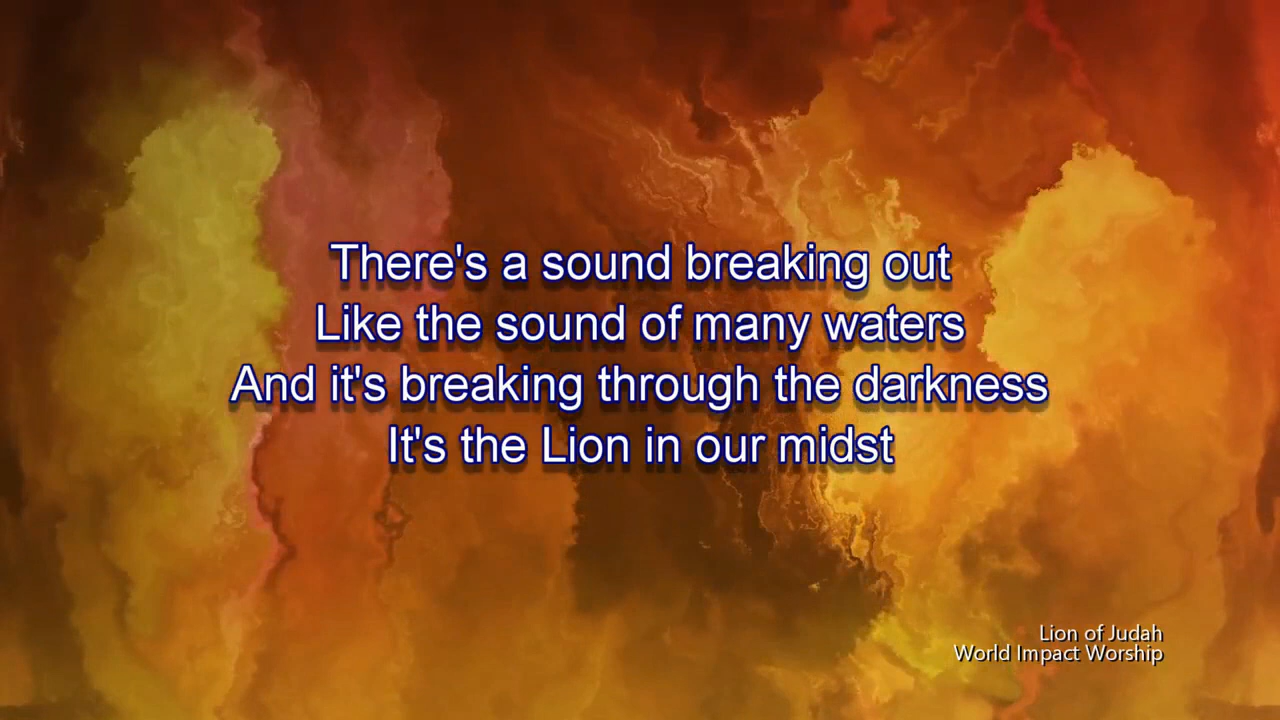 There's a sound breaking out
Like the sound of many waters
And it's breaking through the darkness
It's the Lion in our midst
Lion of Judah
World Impact Worship